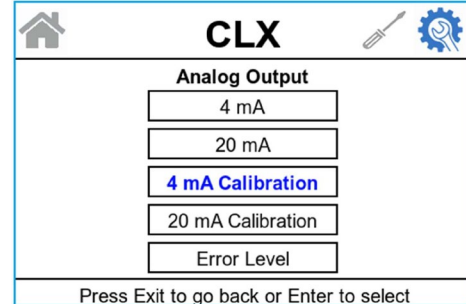 CLX
Analog Output
4 mA
20 mA
4 mA Calibration
20 mA Calibration
Error Level
Press Exit to go back or Enter to select